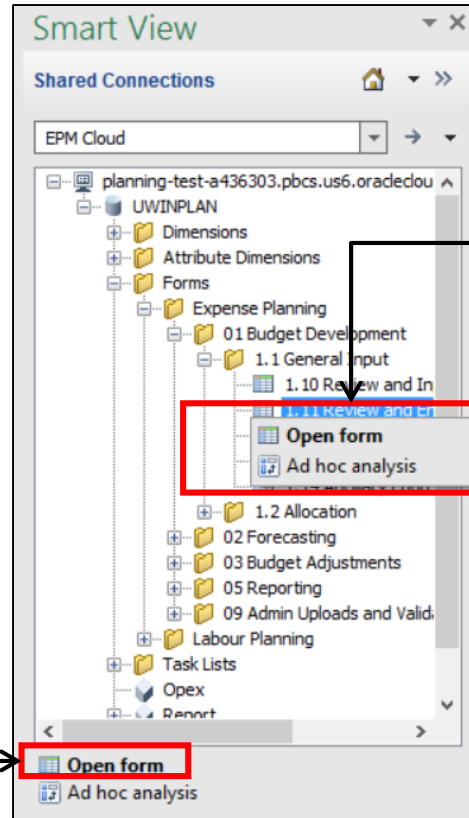 Smart View
Shared Connections
EPM Cloud
planning-test-a436303.pbcs.us6.oracleclou
UWINPLAN
Dimensions
Attribute Dimensions
Forms
Expense Planning
01 Budget Development
1.1 General Input
1.10 Review and In
1.11 Review and En
Open form
Ad hoc analysis
1.2 Allocation
02 Forecasting
03 Budget Adjustments
05 Reporting
09 Admin Uploads and Valid
Labour Planning
Task Lists
Opex
Report
Open form
Ad hoc analysis